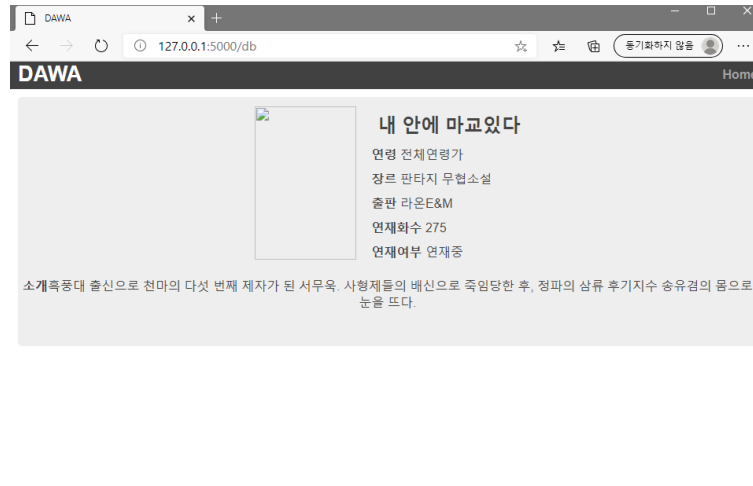 DAWA
127.0.0.1:5000/db
동기화하지 않음
DAWA
Home
내 안에 마교있다
연령 전체연령가
장르 판타지 무협소설
출판 라온E&M
연재화수 275
연재여부 연재중
소개흑풍대 출신으로 천마의 다섯 번째 제자가 된 서무욱. 사형제들의 배신으로 죽임당한 후, 정파의 삼류 후기지수 송유겸의 몸으로
눈을 뜨다.